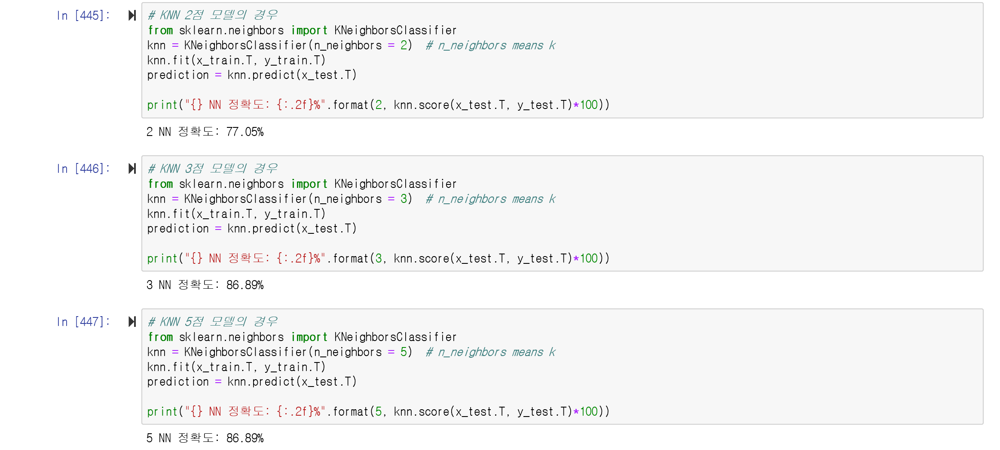 In [445]:
# KNN 2점 모델의 경우
from sklearn.neighbors import KNeighborsClassifier
knn = KNeighborsClassifier(n_neighbors = 2)  # n_neighbors means k
knn.fit(x_train.T, y_train.T)
prediction = knn.predict(x_test.T)
print("{} NN 정확도: {:.2f}%".format(2, knn.score(x_test.T, y_test.T)*100))
2 NN 정확도: 77.05%
In [446]:
# KNN 3점 모델의 경우
from sklearn.neighbors import KNeighborsClassifier
knn = KNeighborsClassifier(n_neighbors = 3)  # n_neighbors means k
knn.fit(x_train.T, y_train.T)
prediction = knn.predict(x_test.T)
print("{} NN 정확도: {:.2f}%".format(3, knn.score(x_test.T, y_test.T)*100))
3 NN 정확도: 86.89%
In [447]:
# KNN 5점 모델의 경우
from sklearn.neighbors import KNeighborsClassifier
knn = KNeighborsClassifier(n_neighbors = 5)  # n_neighbors means k
knn.fit(x_train.T, y_train.T)
prediction = knn.predict(x_test.T)
print("{} NN 정확도: {:.2f}%".format(5, knn.score(x_test.T, y_test.T)*100))
5 NN 정확도: 86.89%